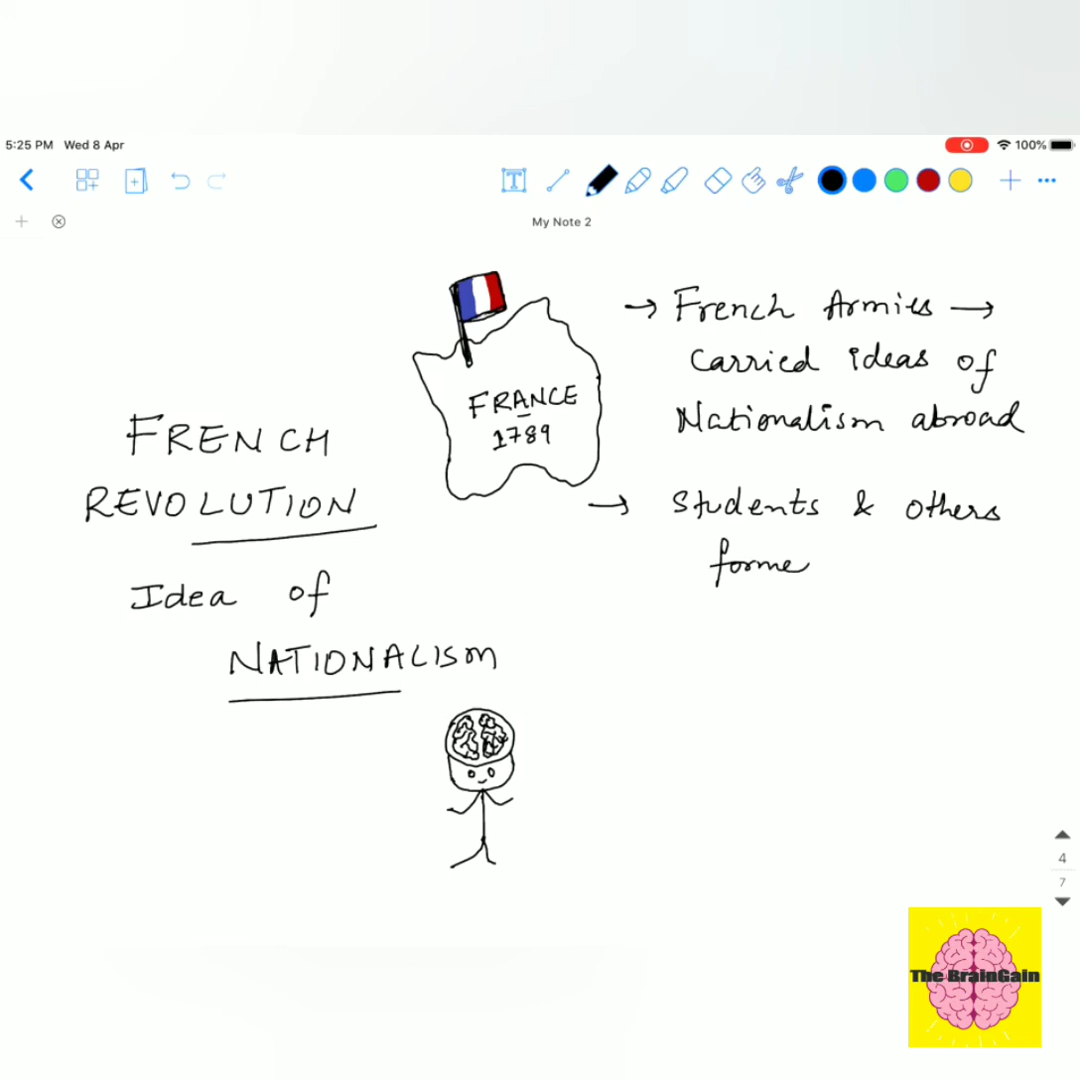 5:25 PM Wed 8 Apr
100%
T
My Note 2
FRENCH
REVOLUTION
Idea of
NATIONALISM
FRANCE
1789
→ French Armies →
Carried ideas of
Nationalism abroad
→ Students & others
forme
4
7
The BrainGain